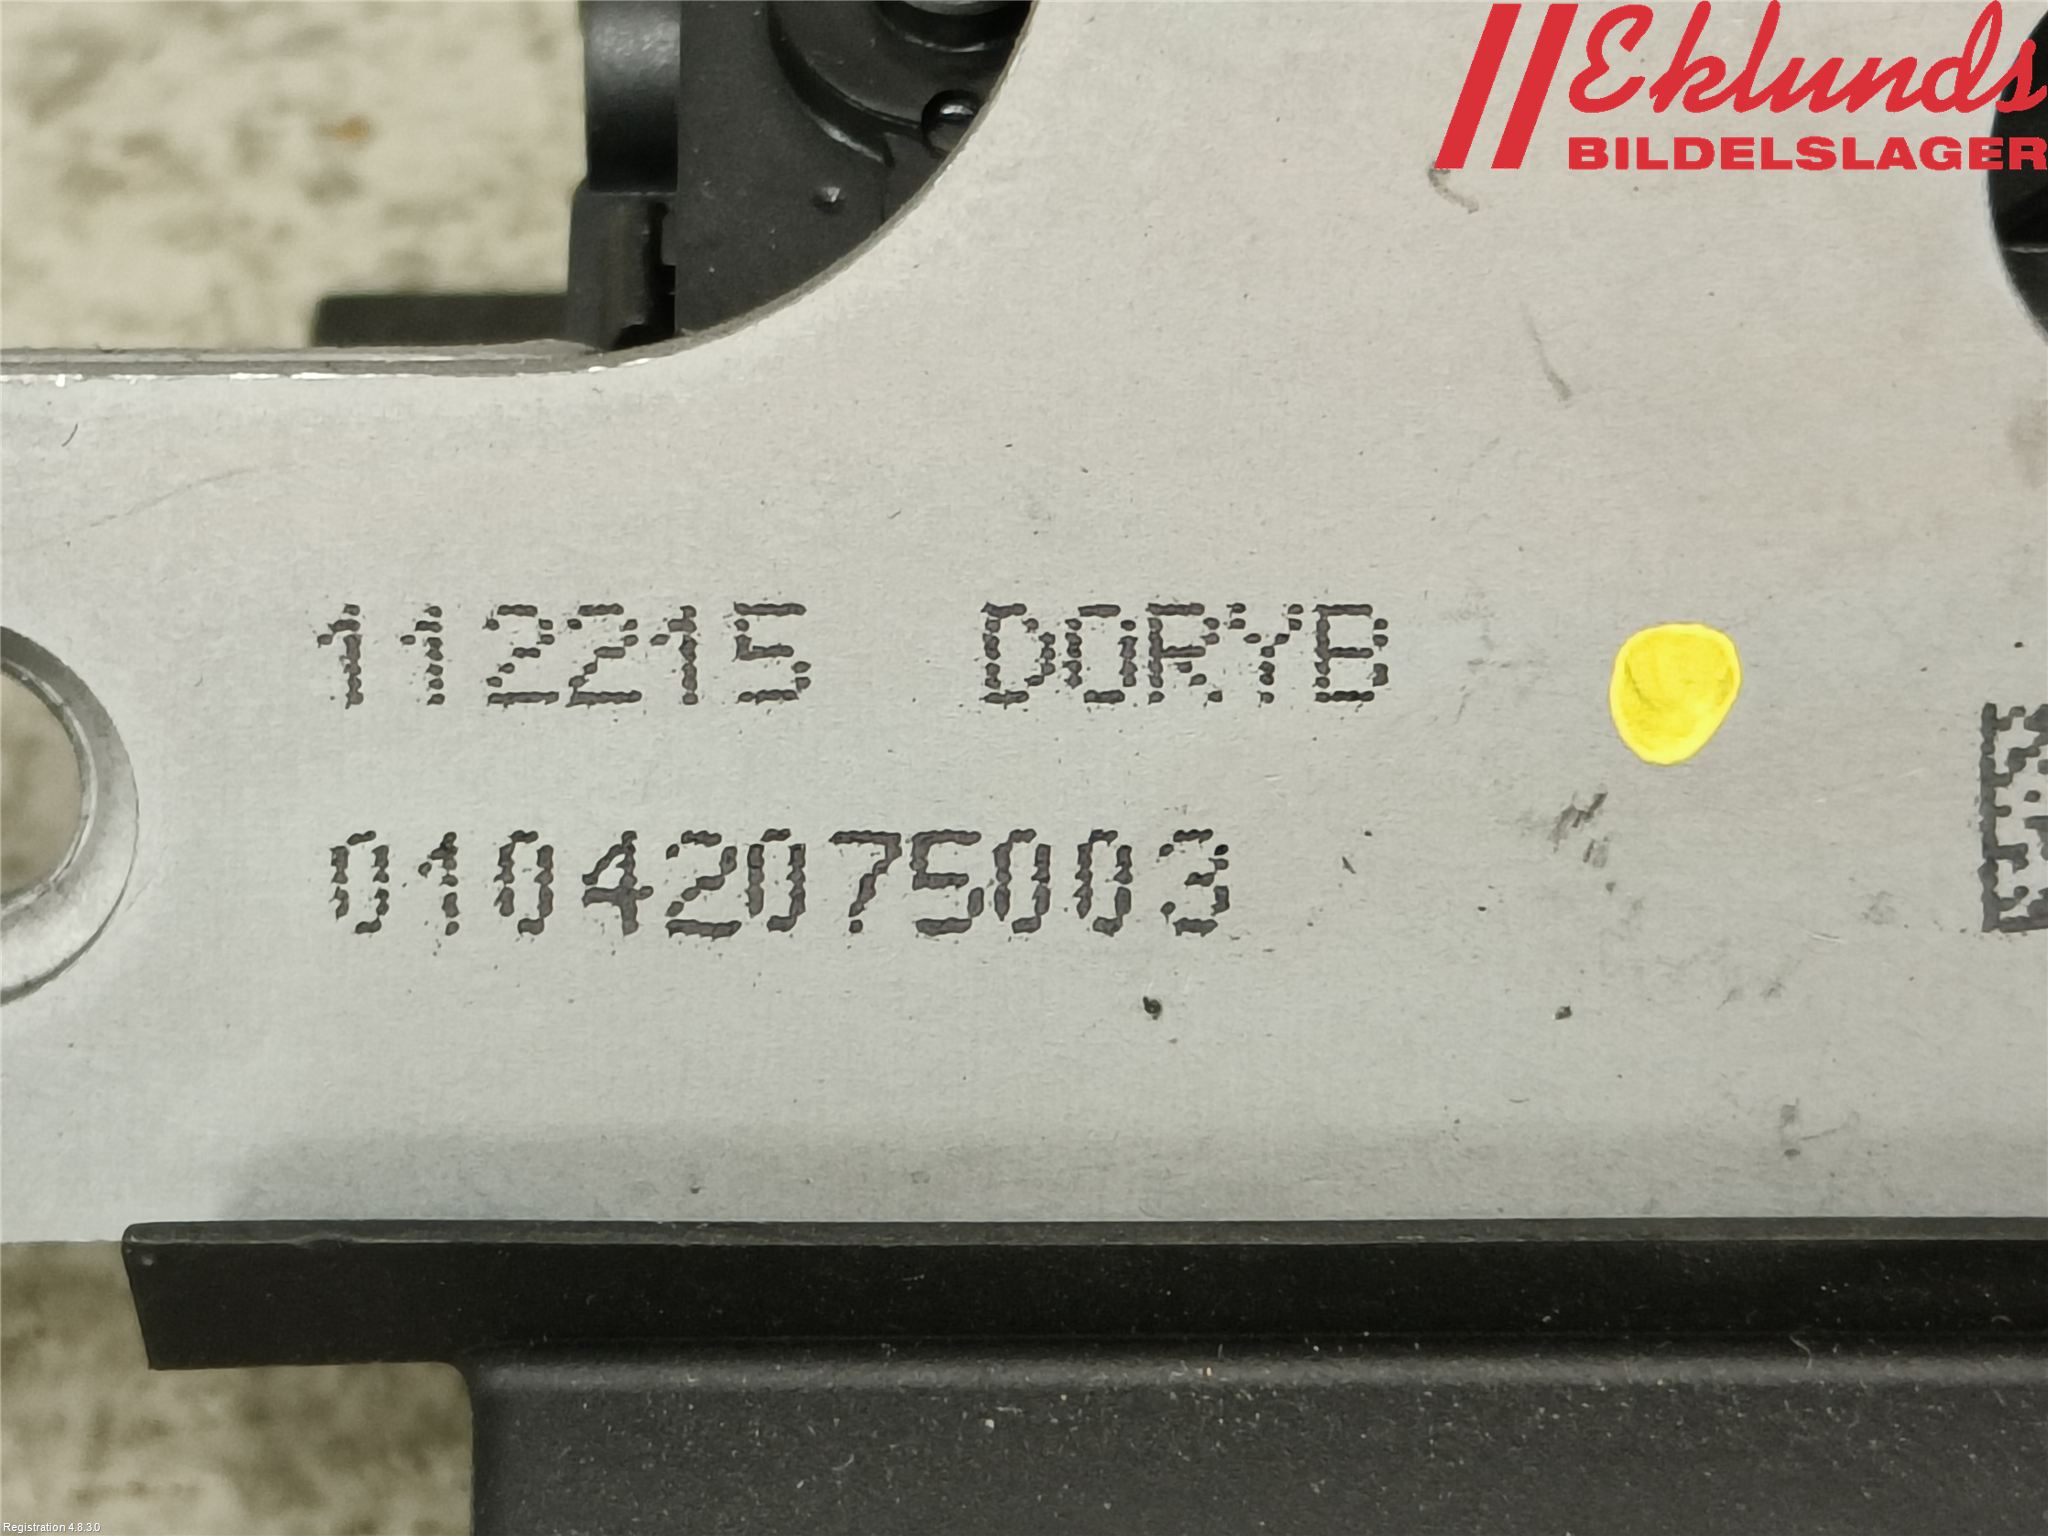 Eklunds
BILDELSLAGER
112215 DORYB
01042075003
Registration 4.8.3.0